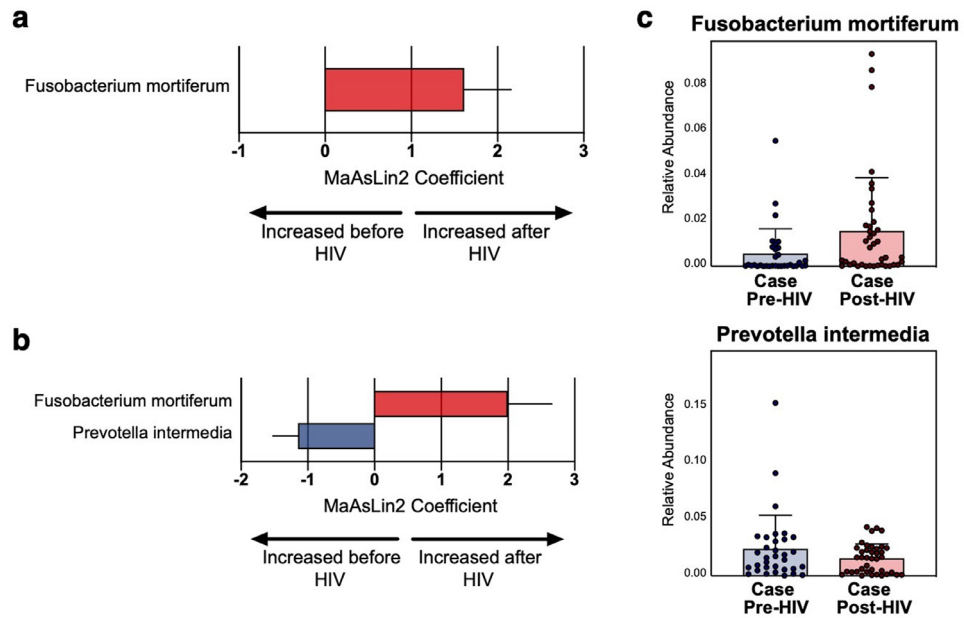 a
Fusobacterium mortiferum
-1 0 1 2 3
MaAsLin2 Coefficient
Increased before HIV
Increased after HIV
b
Fusobacterium mortiferum
Prevotella intermedia
-2 -1 0 1 2 3
MaAsLin2 Coefficient
Increased before HIV
Increased after HIV
c
Fusobacterium mortiferum
Relative Abundance
0.08
0.06
0.04
0.02
0.00
Case Pre-HIV
Case Post-HIV
Prevotella intermedia
Relative Abundance
0.15
0.10
0.05
0.00
Case Pre-HIV
Case Post-HIV